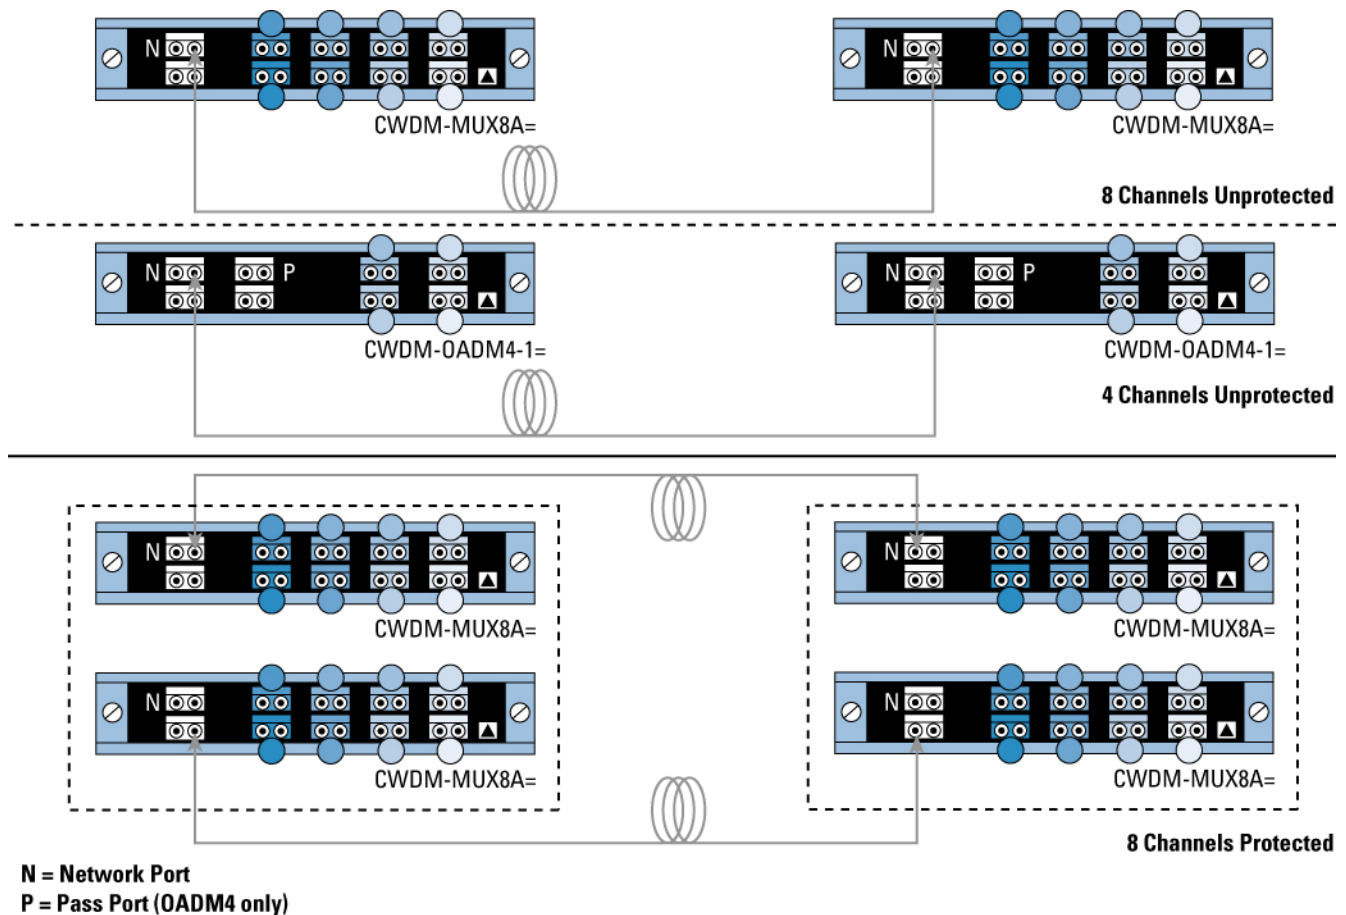 N N
CWDM-MUX8A= CWDM-MUX8A=
8 Channels Unprotected
N P N P
CWDM-OADM4-1= CWDM-OADM4-1=
4 Channels Unprotected
N N
CWDM-MUX8A= CWDM-MUX8A=
N N
CWDM-MUX8A= CWDM-MUX8A=
8 Channels Protected
N = Network Port
P = Pass Port (OADM4 only)